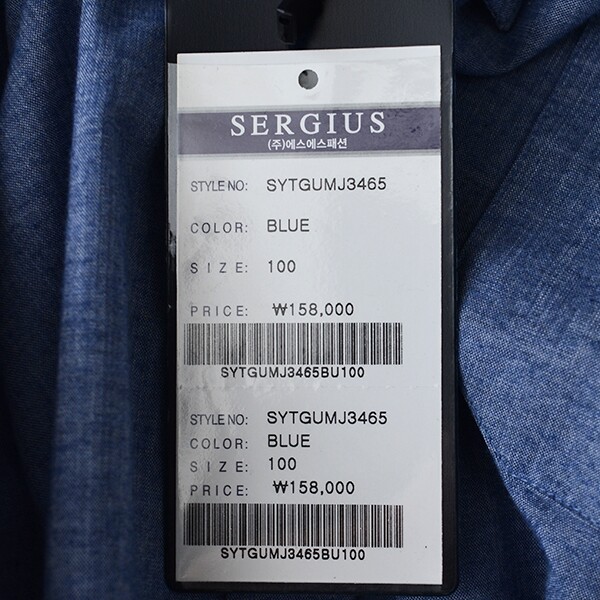 SERGIUS
(주)에스에스패션
STYLE NO: SYTGUMJ3465
COLOR: BLUE
SIZE: 100
PRICE: ₩158,000
SYTGUMJ3465BU100
STYLE NO: SYTGUMJ3465
COLOR: BLUE
SIZE: 100
PRICE: ₩158,000
SYTGUMJ3465BU100